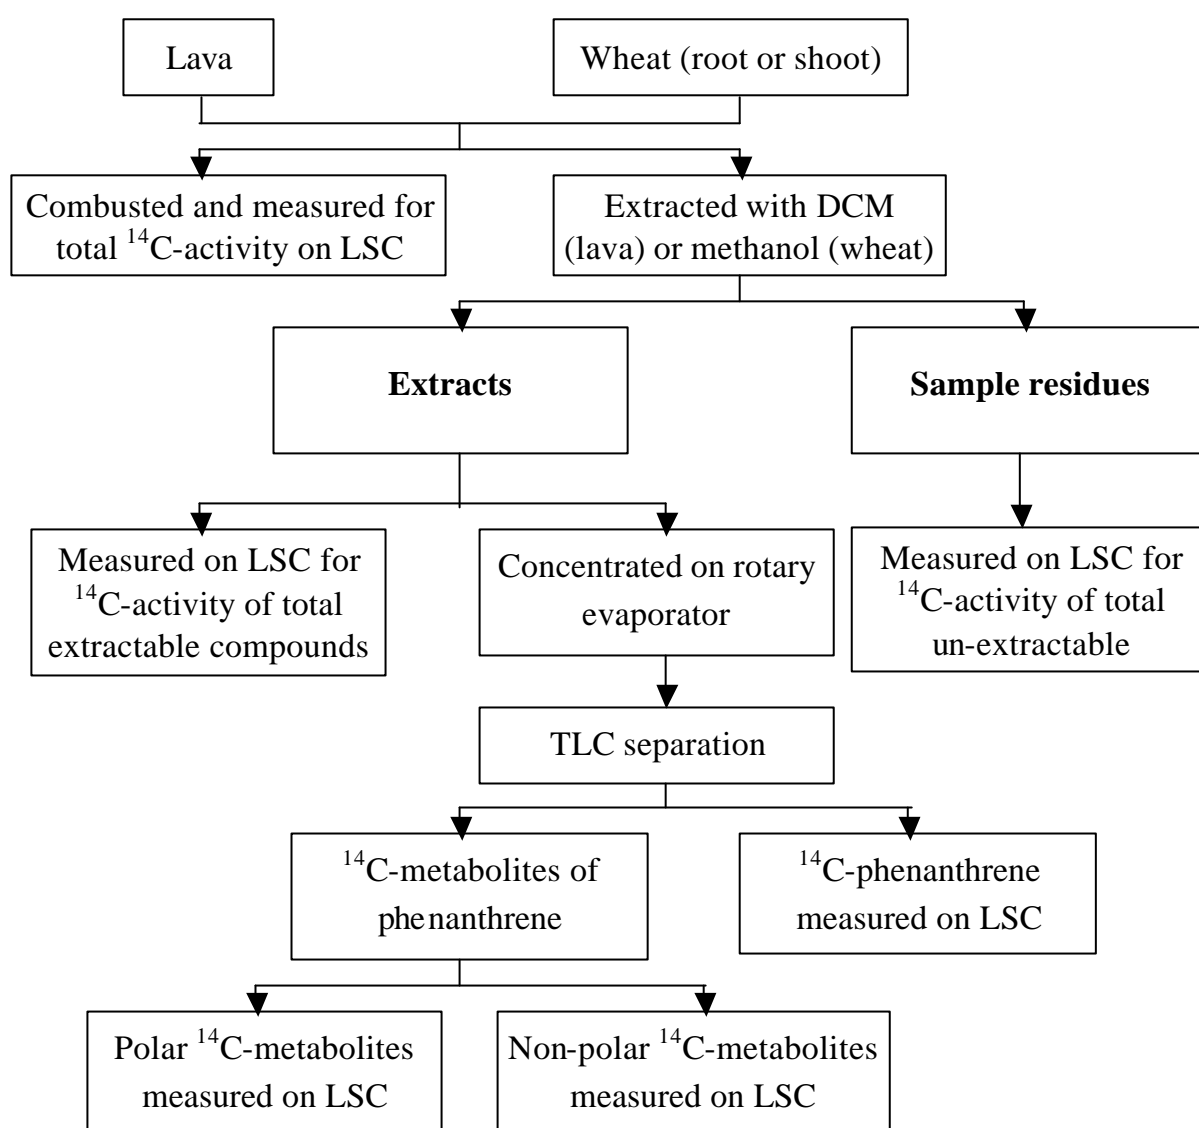 Lava
Wheat (root or shoot)
Combusted and measured for
total ¹⁴C-activity on LSC
Extracted with DCM
(lava) or methanol (wheat)
Extracts
Sample residues
Measured on LSC for
¹⁴C-activity of total
extractable compounds
Concentrated on rotary
evaporator
Measured on LSC for
¹⁴C-activity of total
un-extractable
TLC separation
¹⁴C-metabolites of
phenanthrene
¹⁴C-phenanthrene
measured on LSC
Polar ¹⁴C-metabolites
measured on LSC
Non-polar ¹⁴C-metabolites
measured on LSC